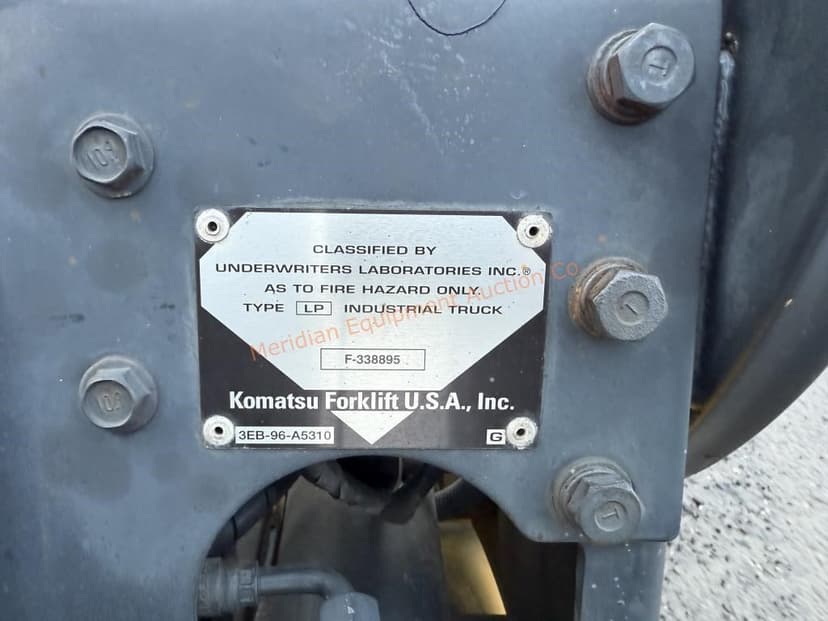 CLASSIFIED BY
UNDERWRITERS LABORATORIES INC.®
AS TO FIRE HAZARD ONLY.
TYPE LP INDUSTRIAL TRUCK
Meridian Equipment Auction Co.
F-338895
Komatsu Forklift U.S.A., Inc.
3EB-96-A5310
G